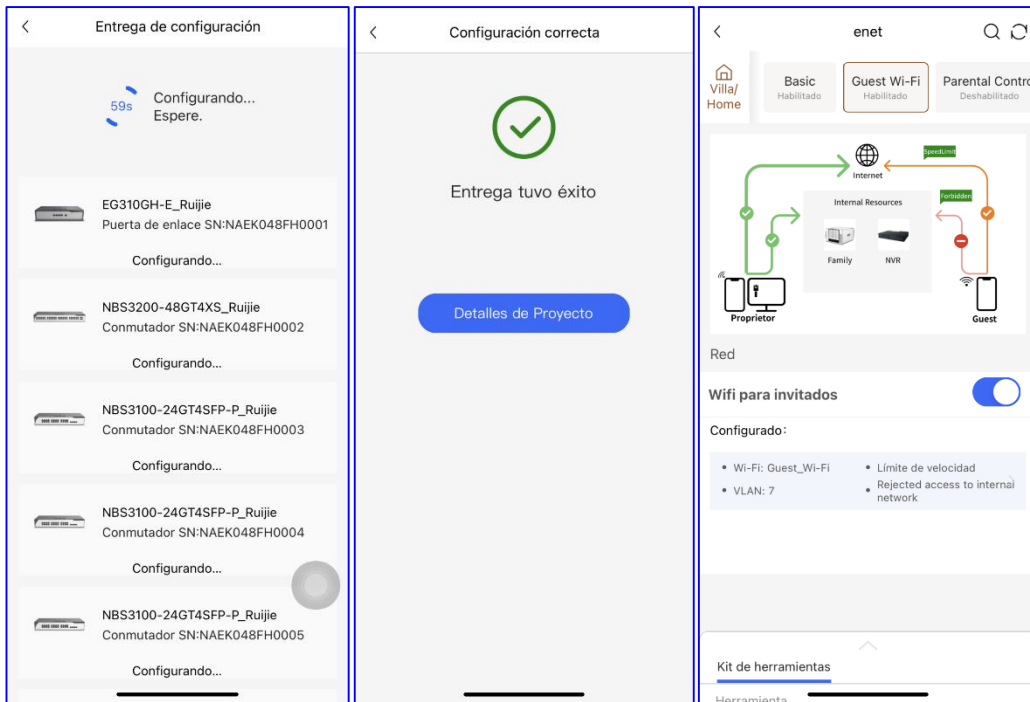 Entrega de configuración
59s
Configurando...
Espere.
EG310GH-E_Ruijie
Puerta de enlace SN:NAEK048FH0001
Configurando...
NBS3200-48GT4XS_Ruijie
Conmutador SN:NAEK048FH0002
Configurando...
NBS3100-24GT4SFP-P_Ruijie
Conmutador SN:NAEK048FH0003
Configurando...
NBS3100-24GT4SFP-P_Ruijie
Conmutador SN:NAEK048FH0004
Configurando...
NBS3100-24GT4SFP-P_Ruijie
Conmutador SN:NAEK048FH0005
Configurando...
Configuración correcta
Entrega tuvo éxito
Detalles de Proyecto
enet
Villa/
Home
Basic
Habilitado
Guest Wi-Fi
Habilitado
Parental Contro
Deshabilitado
SpeedLimit
Internet
Internal Resources
Forbidden
Family
NVR
Proprietor
Guest
Red
Wifi para invitados
Configurado:
• Wi-Fi: Guest_Wi-Fi
• VLAN: 7
• Límite de velocidad
• Rejected access to internal
network
Kit de herramientas
Herramienta